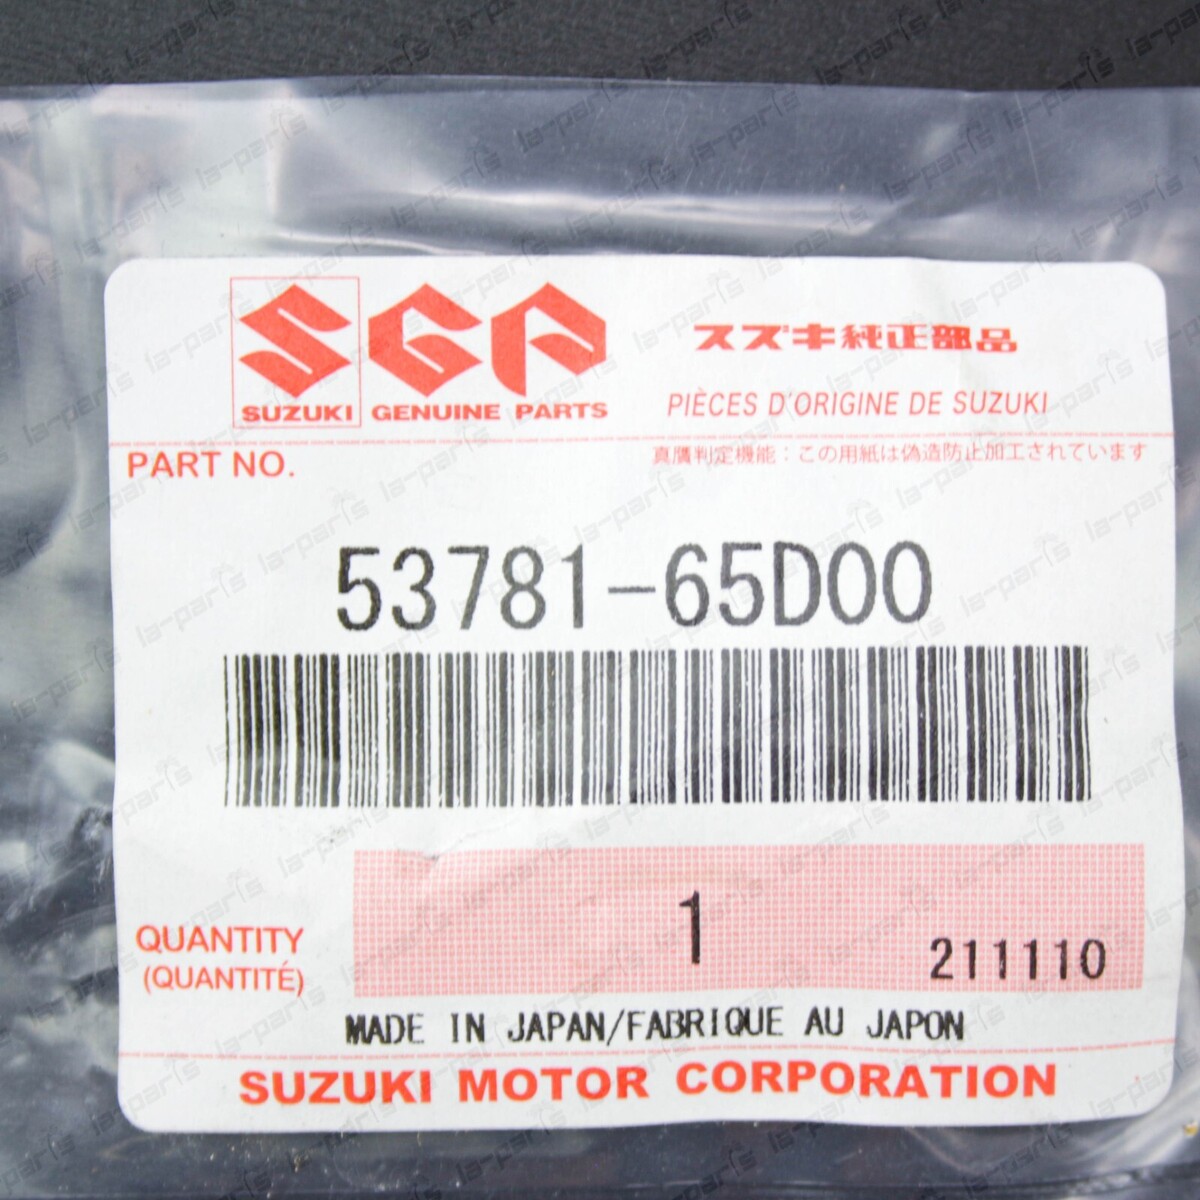 SGP
スズキ純正部品
SUZUKI GENUINE PARTS
PIÈCES D'ORIGINE DE SUZUKI
PART NO.
真贋判定機能：この用紙は偽造防止加工されています
53781-65D00
1
QUANTITY
(QUANTITÉ)
211110
MADE IN JAPAN/FABRIQUE AU JAPON
SUZUKI MOTOR CORPORATION
la-parts